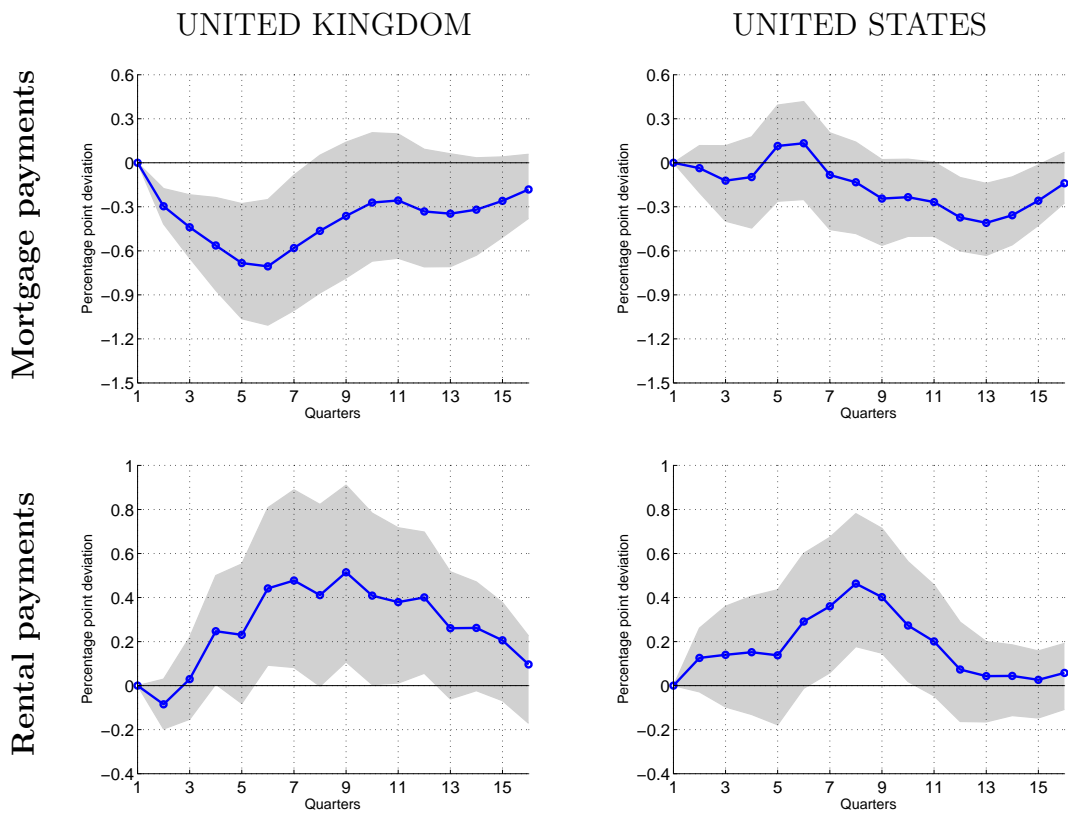 UNITED KINGDOM
UNITED STATES
Mortgage payments
Percentage point deviation
0.6
0.3
0
−0.3
−0.6
−0.9
−1.2
−1.5
1 3 5 7 9 11 13 15
Quarters
Percentage point deviation
0.6
0.3
0
−0.3
−0.6
−0.9
−1.2
−1.5
1 3 5 7 9 11 13 15
Quarters
Rental payments
Percentage point deviation
1
0.8
0.6
0.4
0.2
0
−0.2
−0.4
1 3 5 7 9 11 13 15
Quarters
Percentage point deviation
1
0.8
0.6
0.4
0.2
0
−0.2
−0.4
1 3 5 7 9 11 13 15
Quarters